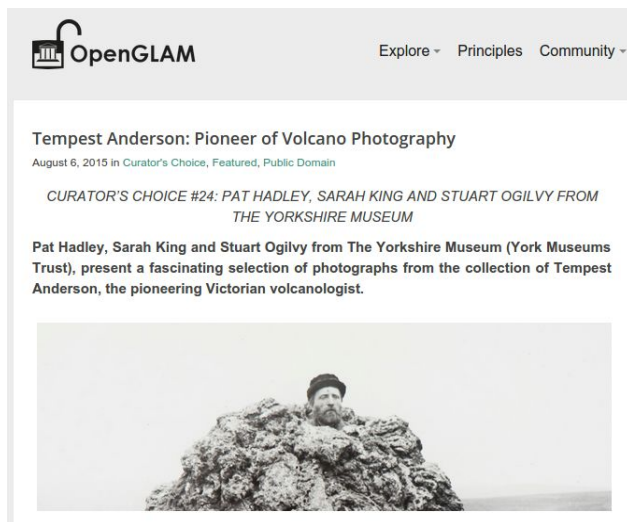 OpenGLAM
Explore Principles Community
Tempest Anderson: Pioneer of Volcano Photography
August 6, 2015 in Curator's Choice, Featured, Public Domain
CURATOR'S CHOICE #24: PAT HADLEY, SARAH KING AND STUART OGILVY FROM
THE YORKSHIRE MUSEUM
Pat Hadley, Sarah King and Stuart Ogilvy from The Yorkshire Museum (York Museums
Trust), present a fascinating selection of photographs from the collection of Tempest
Anderson, the pioneering Victorian volcanologist.